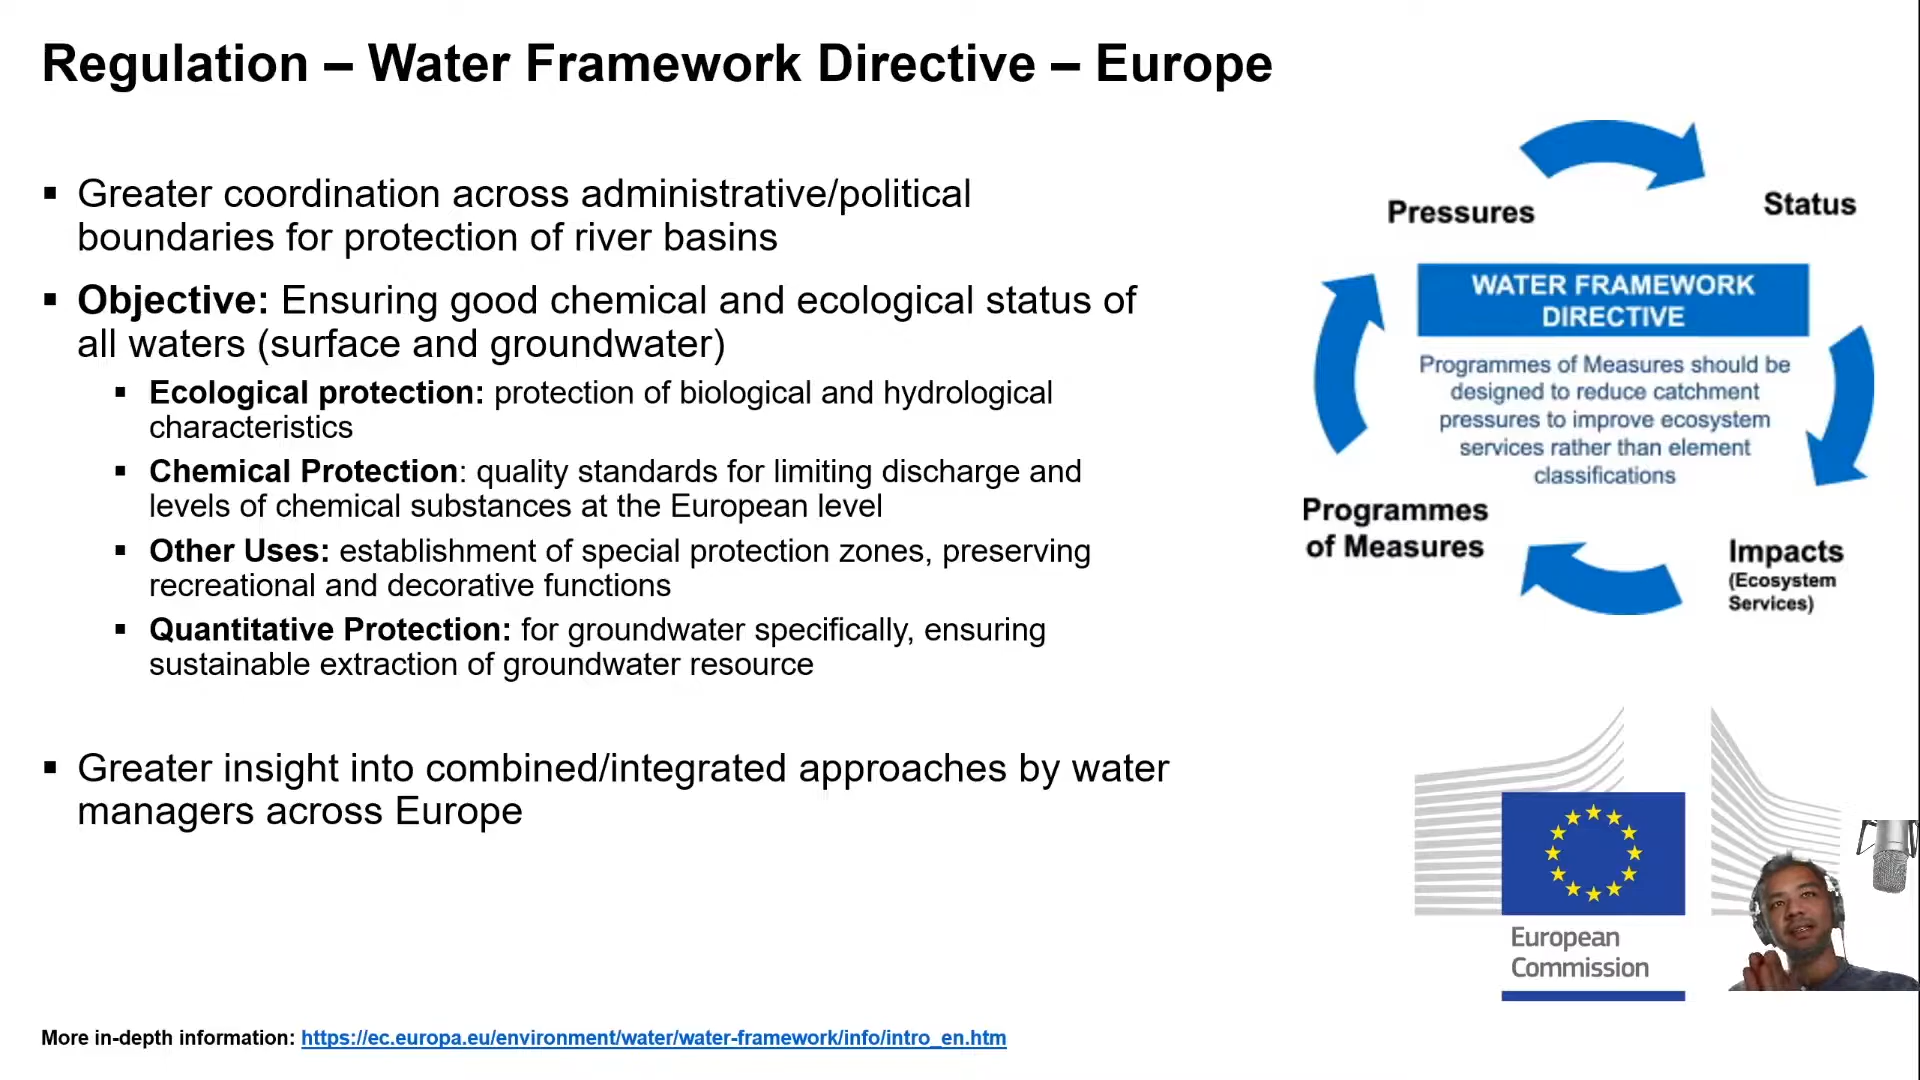 Regulation – Water Framework Directive – Europe
▪ Greater coordination across administrative/political
boundaries for protection of river basins
▪ Objective: Ensuring good chemical and ecological status of
all waters (surface and groundwater)
▪ Ecological protection: protection of biological and hydrological
characteristics
▪ Chemical Protection: quality standards for limiting discharge and
levels of chemical substances at the European level
▪ Other Uses: establishment of special protection zones, preserving
recreational and decorative functions
▪ Quantitative Protection: for groundwater specifically, ensuring
sustainable extraction of groundwater resource
▪ Greater insight into combined/integrated approaches by water
managers across Europe
Pressures
Status
WATER FRAMEWORK
DIRECTIVE
Programmes of Measures should be
designed to reduce catchment
pressures to improve ecosystem
services rather than element
classifications
Programmes
of Measures
Impacts
(Ecosystem
Services)
European
Commission
More in-depth information: https://ec.europa.eu/environment/water/water-framework/info/intro_en.htm